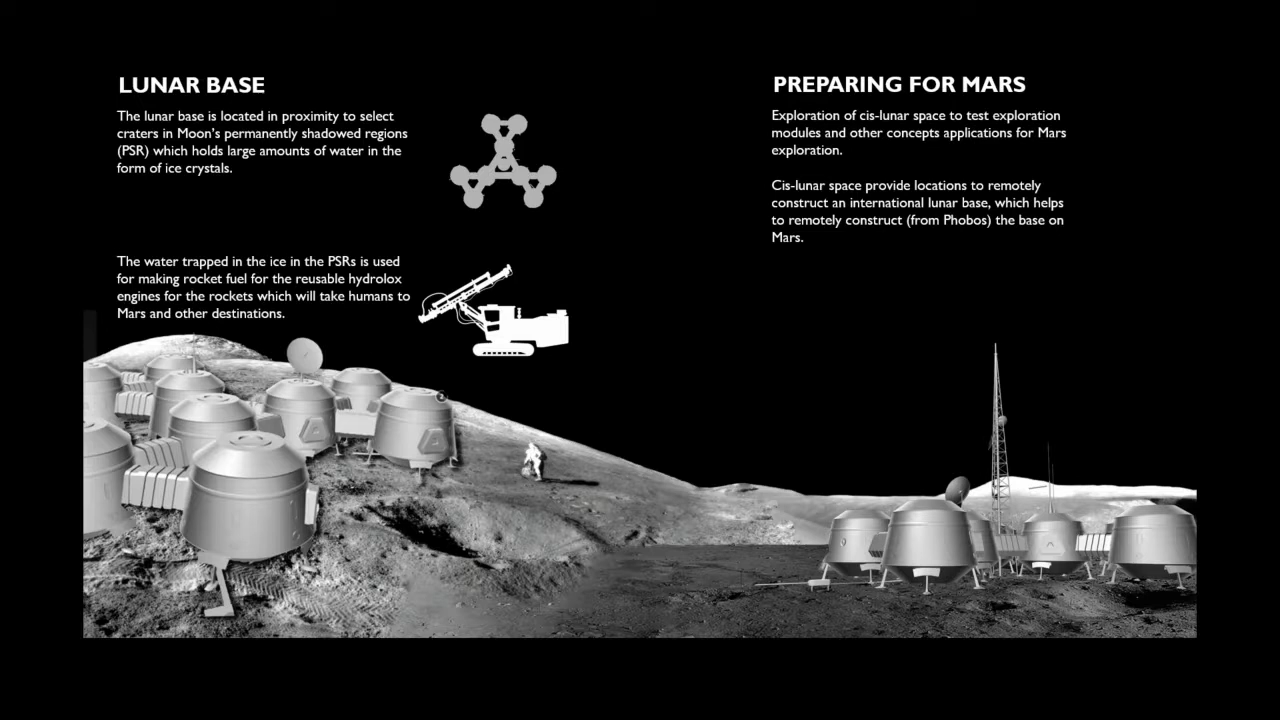 LUNAR BASE
The lunar base is located in proximity to select
craters in Moon's permanently shadowed regions
(PSR) which holds large amounts of water in the
form of ice crystals.
The water trapped in the ice in the PSRs is used
for making rocket fuel for the reusable hydrolox
engines for the rockets which will take humans to
Mars and other destinations.
PREPARING FOR MARS
Exploration of cis-lunar space to test exploration
modules and other concepts applications for Mars
exploration.
Cis-lunar space provide locations to remotely
construct an international lunar base, which helps
to remotely construct (from Phobos) the base on
Mars.